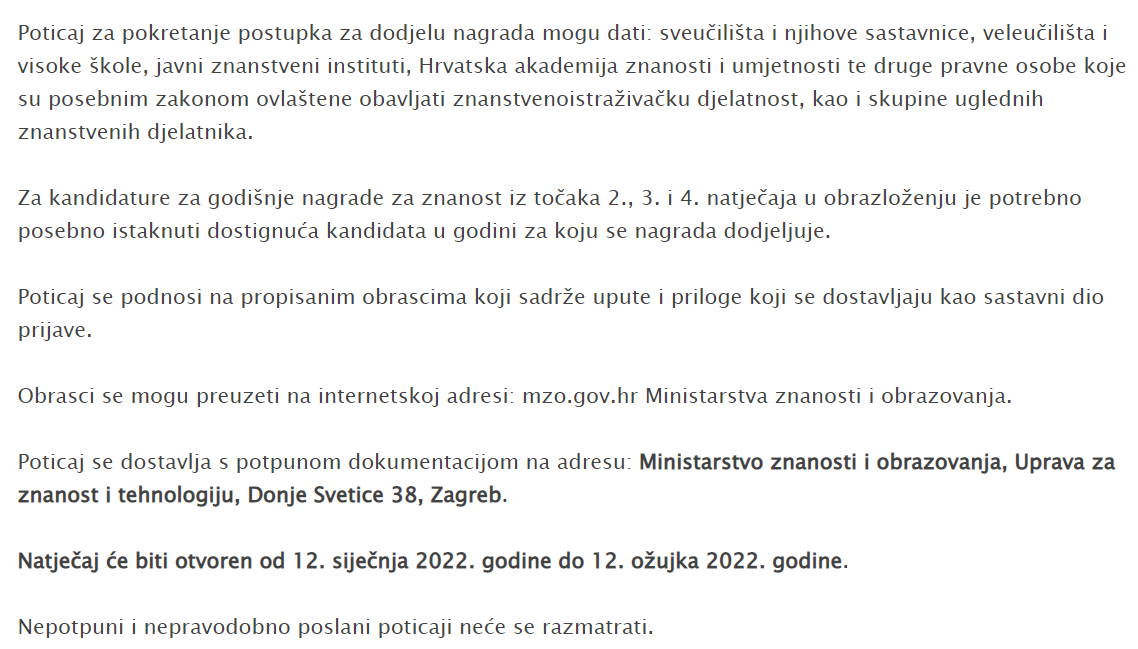 Poticaj za pokretanje postupka za dodjelu nagrada mogu dati: sveučilišta i njihove sastavnice, veleučilišta i
visoke škole, javni znanstveni instituti, Hrvatska akademija znanosti i umjetnosti te druge pravne osobe koje
su posebnim zakonom ovlaštene obavljati znanstvenoistraživačku djelatnost, kao i skupine uglednih
znanstvenih djelatnika.
Za kandidature za godišnje nagrade za znanost iz točaka 2., 3. i 4. natječaja u obrazloženju je potrebno
posebno istaknuti dostignuća kandidata u godini za koju se nagrada dodjeljuje.
Poticaj se podnosi na propisanim obrascima koji sadrže upute i priloge koji se dostavljaju kao sastavni dio
prijave.
Obrasci se mogu preuzeti na internetskoj adresi: mzo.gov.hr Ministarstva znanosti i obrazovanja.
Poticaj se dostavlja s potpunom dokumentacijom na adresu: Ministarstvo znanosti i obrazovanja, Uprava za
znanost i tehnologiju, Donje Svetice 38, Zagreb.
Natječaj će biti otvoren od 12. siječnja 2022. godine do 12. ožujka 2022. godine.
Nepotpuni i nepravodobno poslani poticaji neće se razmatrati.